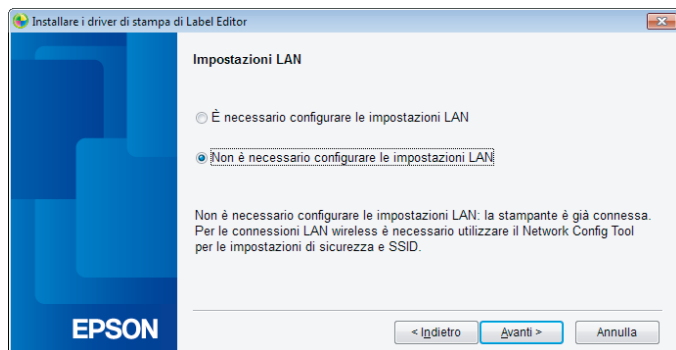 Installare i driver di stampa di Label Editor
Impostazioni LAN
È necessario configurare le impostazioni LAN
Non è necessario configurare le impostazioni LAN
Non è necessario configurare le impostazioni LAN: la stampante è già connessa.
Per le connessioni LAN wireless è necessario utilizzare il Network Config Tool
per le impostazioni di sicurezza e SSID.
EPSON
< Indietro
Avanti >
Annulla